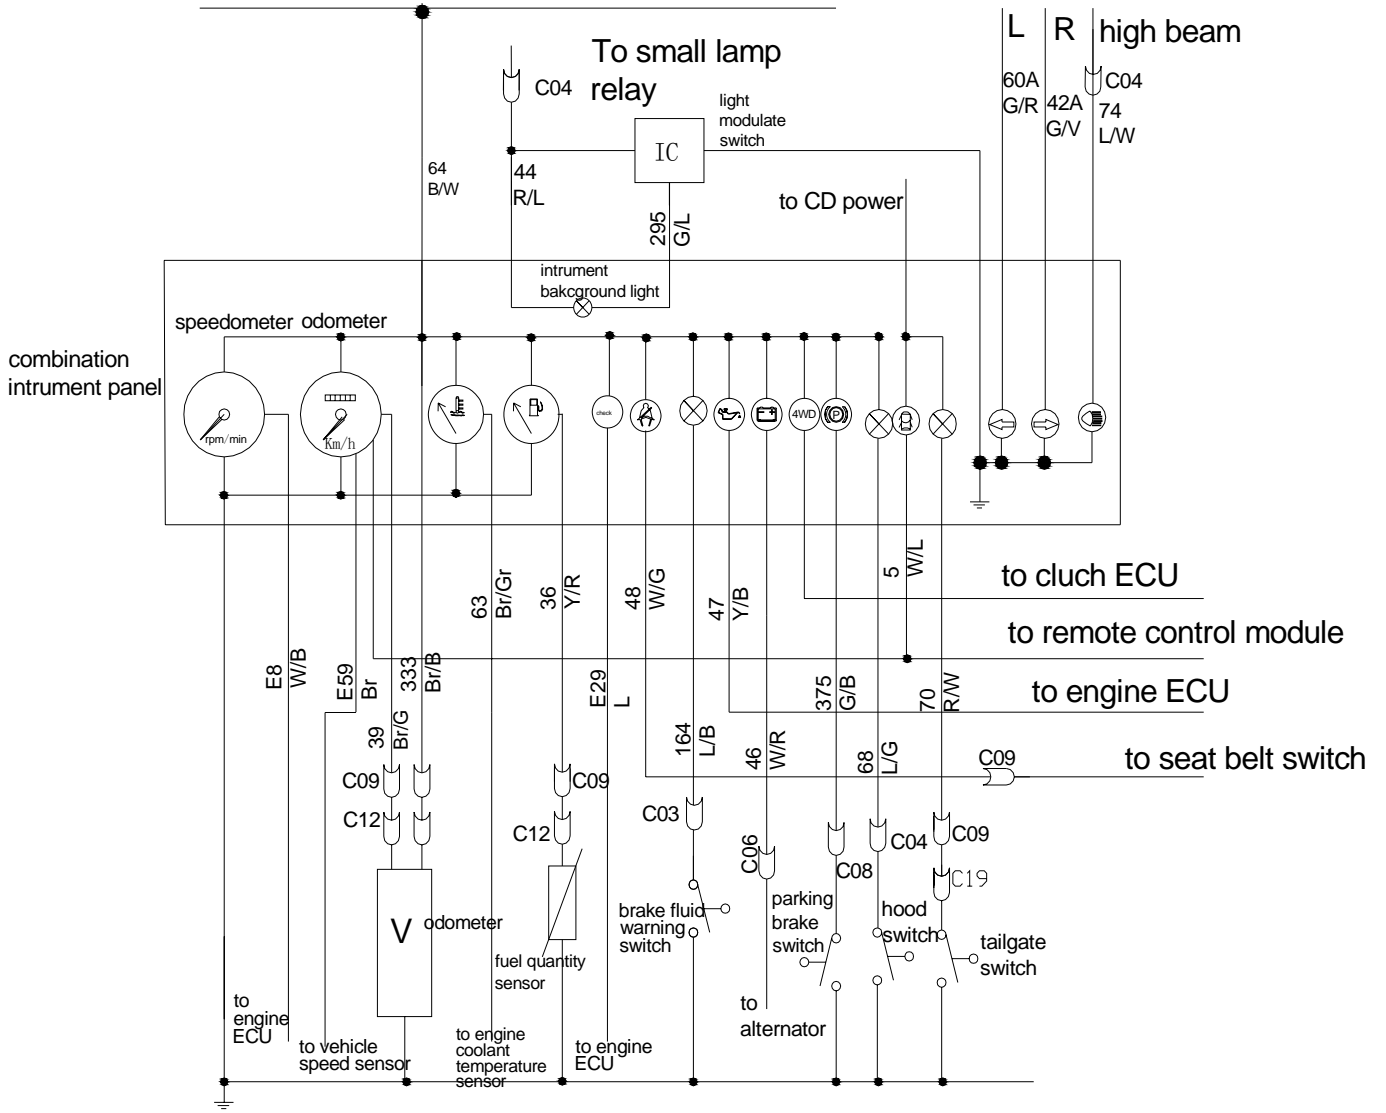 To small lamp
relay
C04
L
R
high beam
60A
G/R
42A
G/V
C04
74
L/W
light
modulate
switch
IC
64
B/W
44
R/L
295
G/L
to CD power
intrument
bakcground light
speedometer
odometer
combination
intrument panel
rpm/min
Km/h
check
4WD
P
E8
W/B
E59
Br
39
Br/G
333
Br/B
63
Br/Gr
36
Y/R
E29
L
48
W/G
164
L/B
47
Y/B
46
W/R
375
G/B
68
L/G
5
W/L
70
R/W
to cluch ECU
to remote control module
to engine ECU
to seat belt switch
C09
C09
C12
C09
C12
C03
C06
C08
C04
C09
C19
V
odometer
fuel quantity
sensor
brake fluid
warning
switch
parking
brake
switch
hood
switch
tailgate
switch
to
engine
ECU
to vehicle
speed sensor
to engine
coolant
temperature
sensor
to engine
ECU
to
alternator